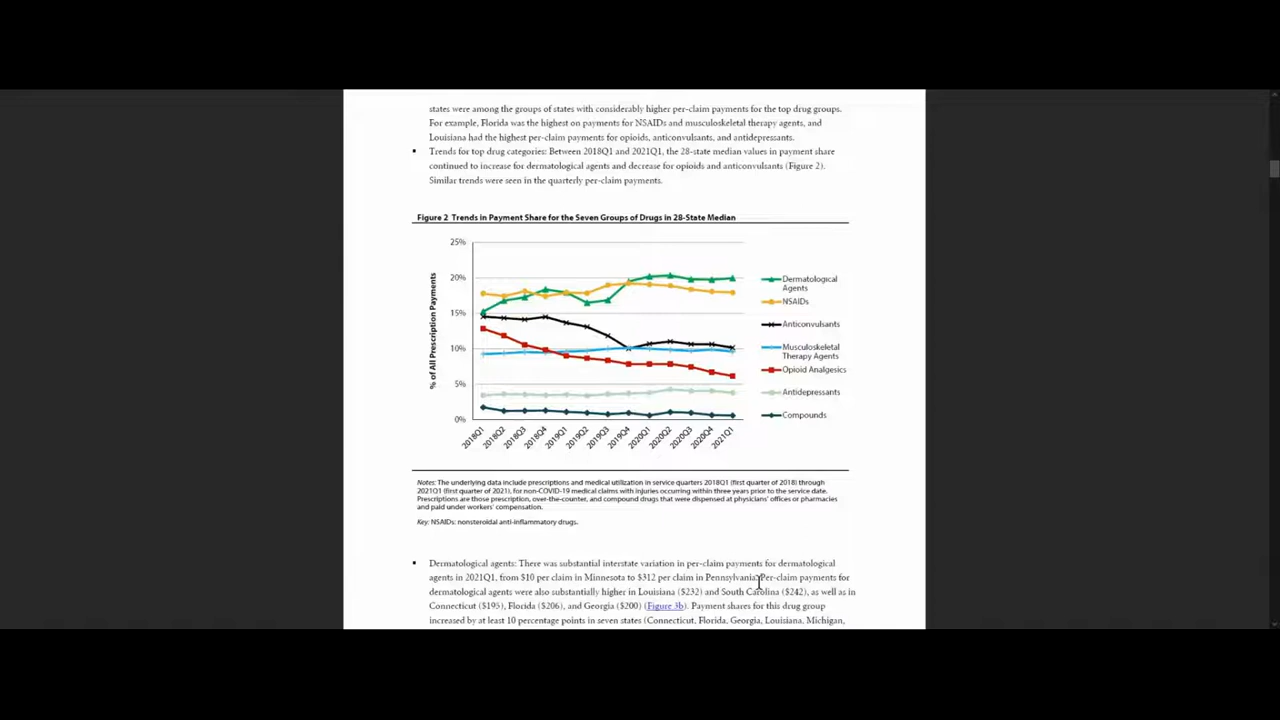 states were among the groups of states with considerably higher per-claim payments for the top drug groups.
For example, Florida was the highest on payments for NSAIDs and musculoskeletal therapy agents, and
Louisiana had the highest per-claim payments for opioids, anticonvulsants, and antidepressants.
▪ Trends for top drug categories: Between 2018Q1 and 2021Q1, the 28-state median values in payment share
continued to increase for dermatological agents and decrease for opioids and anticonvulsants (Figure 2).
Similar trends were seen in the quarterly per-claim payments.
Figure 2 Trends in Payment Share for the Seven Groups of Drugs in 28-State Median
% of All Prescription Payments
25%
20%
15%
10%
5%
0%
2018Q1
2018Q2
2018Q3
2018Q4
2019Q1
2019Q2
2019Q3
2019Q4
2020Q1
2020Q2
2020Q3
2020Q4
2021Q1
Dermatological
Agents
NSAIDs
Anticonvulsants
Musculoskeletal
Therapy Agents
Opioid Analgesics
Antidepressants
Compounds
Notes: The underlying data include prescriptions and medical utilization in service quarters 2018Q1 (first quarter of 2018) through
2021Q1 (first quarter of 2021), for non-COVID-19 medical claims with injuries occurring within three years prior to the service date.
Prescriptions are those prescription, over-the-counter, and compound drugs that were dispensed at physicians' offices or pharmacies
and paid under workers' compensation.
Key: NSAIDs: nonsteroidal anti-inflammatory drugs.
▪ Dermatological agents: There was substantial interstate variation in per-claim payments for dermatological
agents in 2021Q1, from $10 per claim in Minnesota to $312 per claim in Pennsylvania. Per-claim payments for
dermatological agents were also substantially higher in Louisiana ($232) and South Carolina ($242), as well as in
Connecticut ($195), Florida ($206), and Georgia ($200) (Figure 3b). Payment shares for this drug group
increased by at least 10 percentage points in seven states (Connecticut, Florida, Georgia, Louisiana, Michigan,